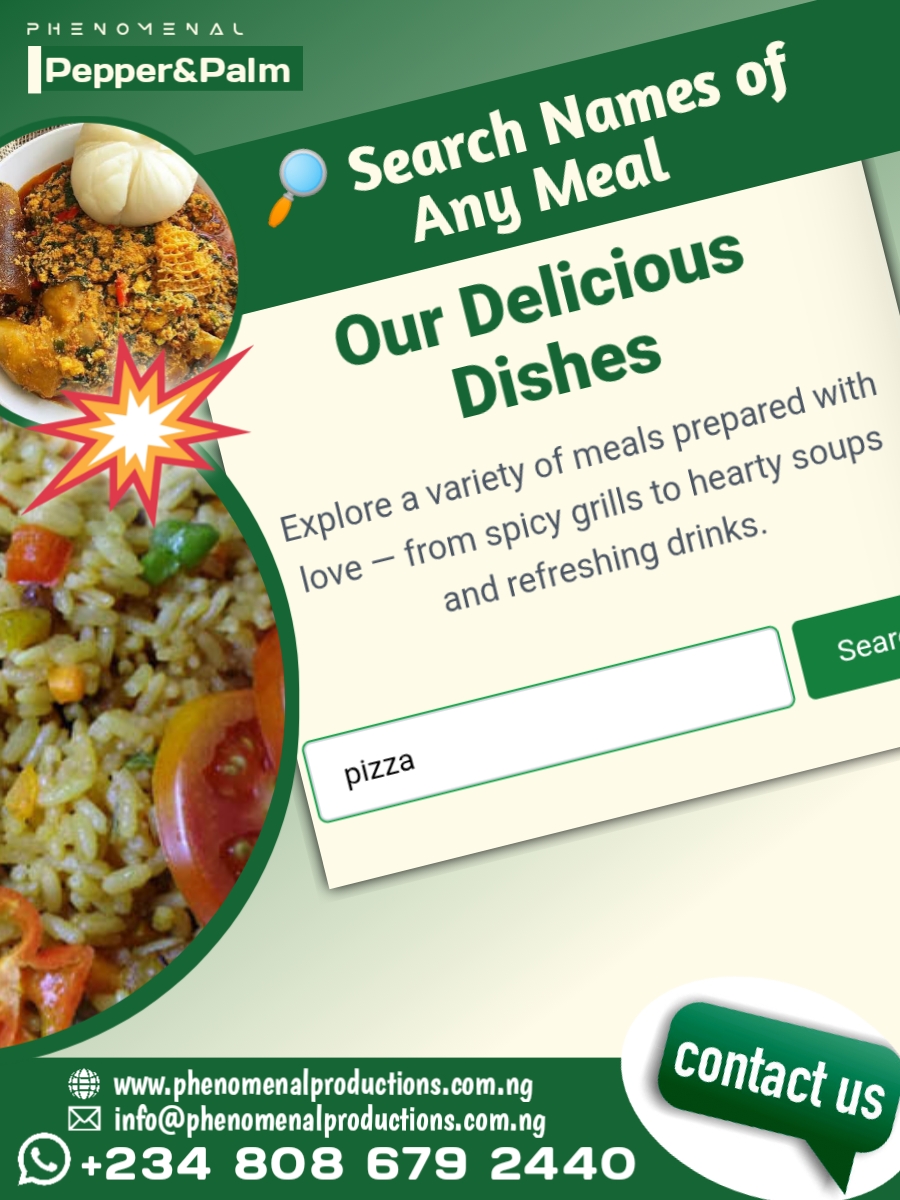 PHENOMENAL
Pepper&Palm
Search Names of
Any Meal
Our Delicious
Dishes
Explore a variety of meals prepared with
love — from spicy grills to hearty soups
and refreshing drinks.
pizza
Sear
contact us
www.phenomenalproductions.com.ng
info@phenomenalproductions.com.ng
+234 808 679 2440